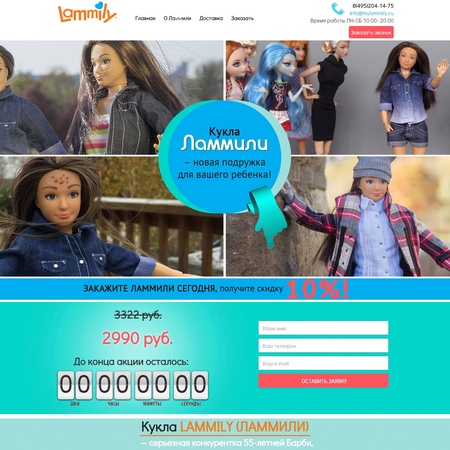 Lammily
Главная О Ламмили Доставка Заказать
8(495)204-14-75
info@mylammily.ru
Время работы ПН-СБ 10.00- 20.00
Заказать звонок
Кукла
Ламмили
– новая подружка
для вашего ребенка!
ЗАКАЖИТЕ ЛАММИЛИ СЕГОДНЯ, получите скидку 10%!
3322 руб.
2990 руб.
До конца акции осталось:
00 00 00 00
ДНИ ЧАСЫ МИНУТЫ СЕКУНДЫ
Ваше имя
Ваш телефон
Ваш e-mail
ОСТАВИТЬ ЗАЯВКУ
Кукла LAMMILY (ЛАММИЛИ)
– серьезная конкурентка 55-летней Барби,